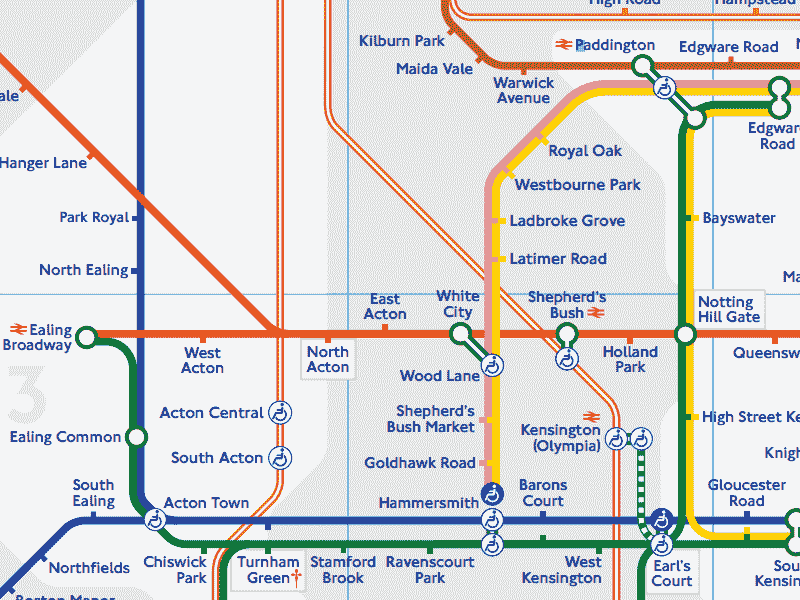 High Road
Hampstead
Kilburn Park
Paddington
Edgware Road
Maida Vale
Warwick
Avenue
ale
Edgwar
Road
Hanger Lane
Royal Oak
Westbourne Park
Park Royal
Ladbroke Grove
Bayswater
Latimer Road
North Ealing
Ma
East
Acton
White
City
Shepherd's
Bush
Notting
Hill Gate
Ealing
Broadway
West
Acton
North
Acton
Holland
Park
Queensw
3
Wood Lane
Acton Central
Shepherd's
Bush Market
High Street Ke
Ealing Common
Kensington
(Olympia)
South Acton
Goldhawk Road
Knigh
South
Ealing
Acton Town
Hammersmith
Barons
Court
Gloucester
Road
Northfields
Chiswick
Park
Turnham
Green†
Stamford
Brook
Ravenscourt
Park
West
Kensington
Earl's
Court
Sou
Kensin
Boston Manor